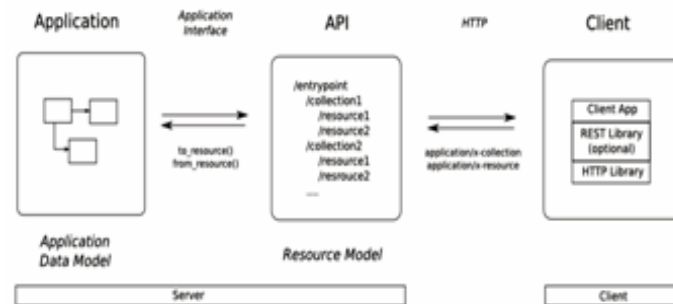 Application
Application
Interface
API
HTTP
Client
/entrypoint
/collection1
/resource1
/resource2
/collection2
/resource1
/resrouce2
....
to_resource()
from_resource()
application/x-collection
application/x-resource
Client App
REST Library
(optional)
HTTP Library
Application
Data Model
Resource Model
Server
Client